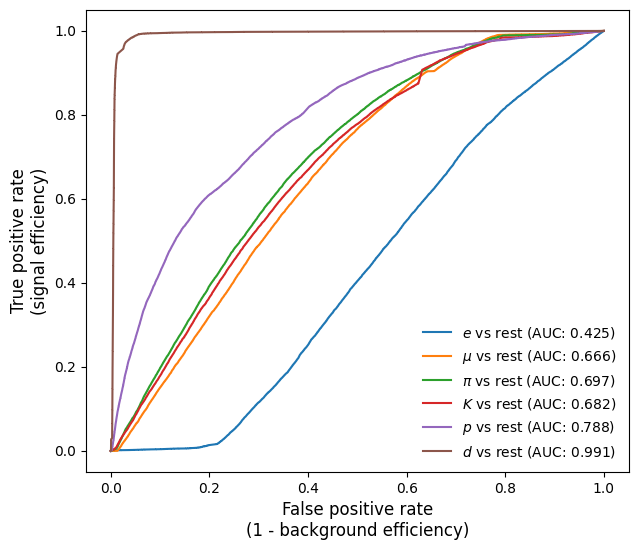 True positive rate
(signal efficiency)
1.0
0.8
0.6
0.4
0.2
0.0
e vs rest (AUC: 0.425)
μ vs rest (AUC: 0.666)
π vs rest (AUC: 0.697)
K vs rest (AUC: 0.682)
p vs rest (AUC: 0.788)
d vs rest (AUC: 0.991)
0.0 0.2 0.4 0.6 0.8 1.0
False positive rate
(1 - background efficiency)